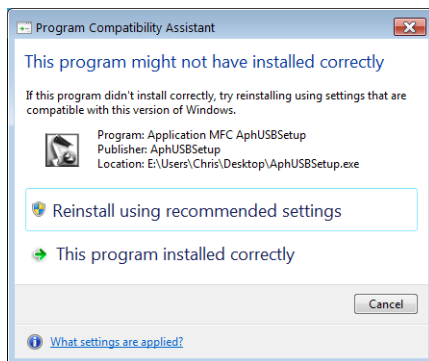 Program Compatibility Assistant
This program might not have installed correctly
If this program didn't install correctly, try reinstalling using settings that are
compatible with this version of Windows.
Program: Application MFC AphUSBSetup
Publisher: AphUSBSetup
Location: E:\Users\Chris\Desktop\AphUSBSetup.exe
Reinstall using recommended settings
This program installed correctly
Cancel
What settings are applied?